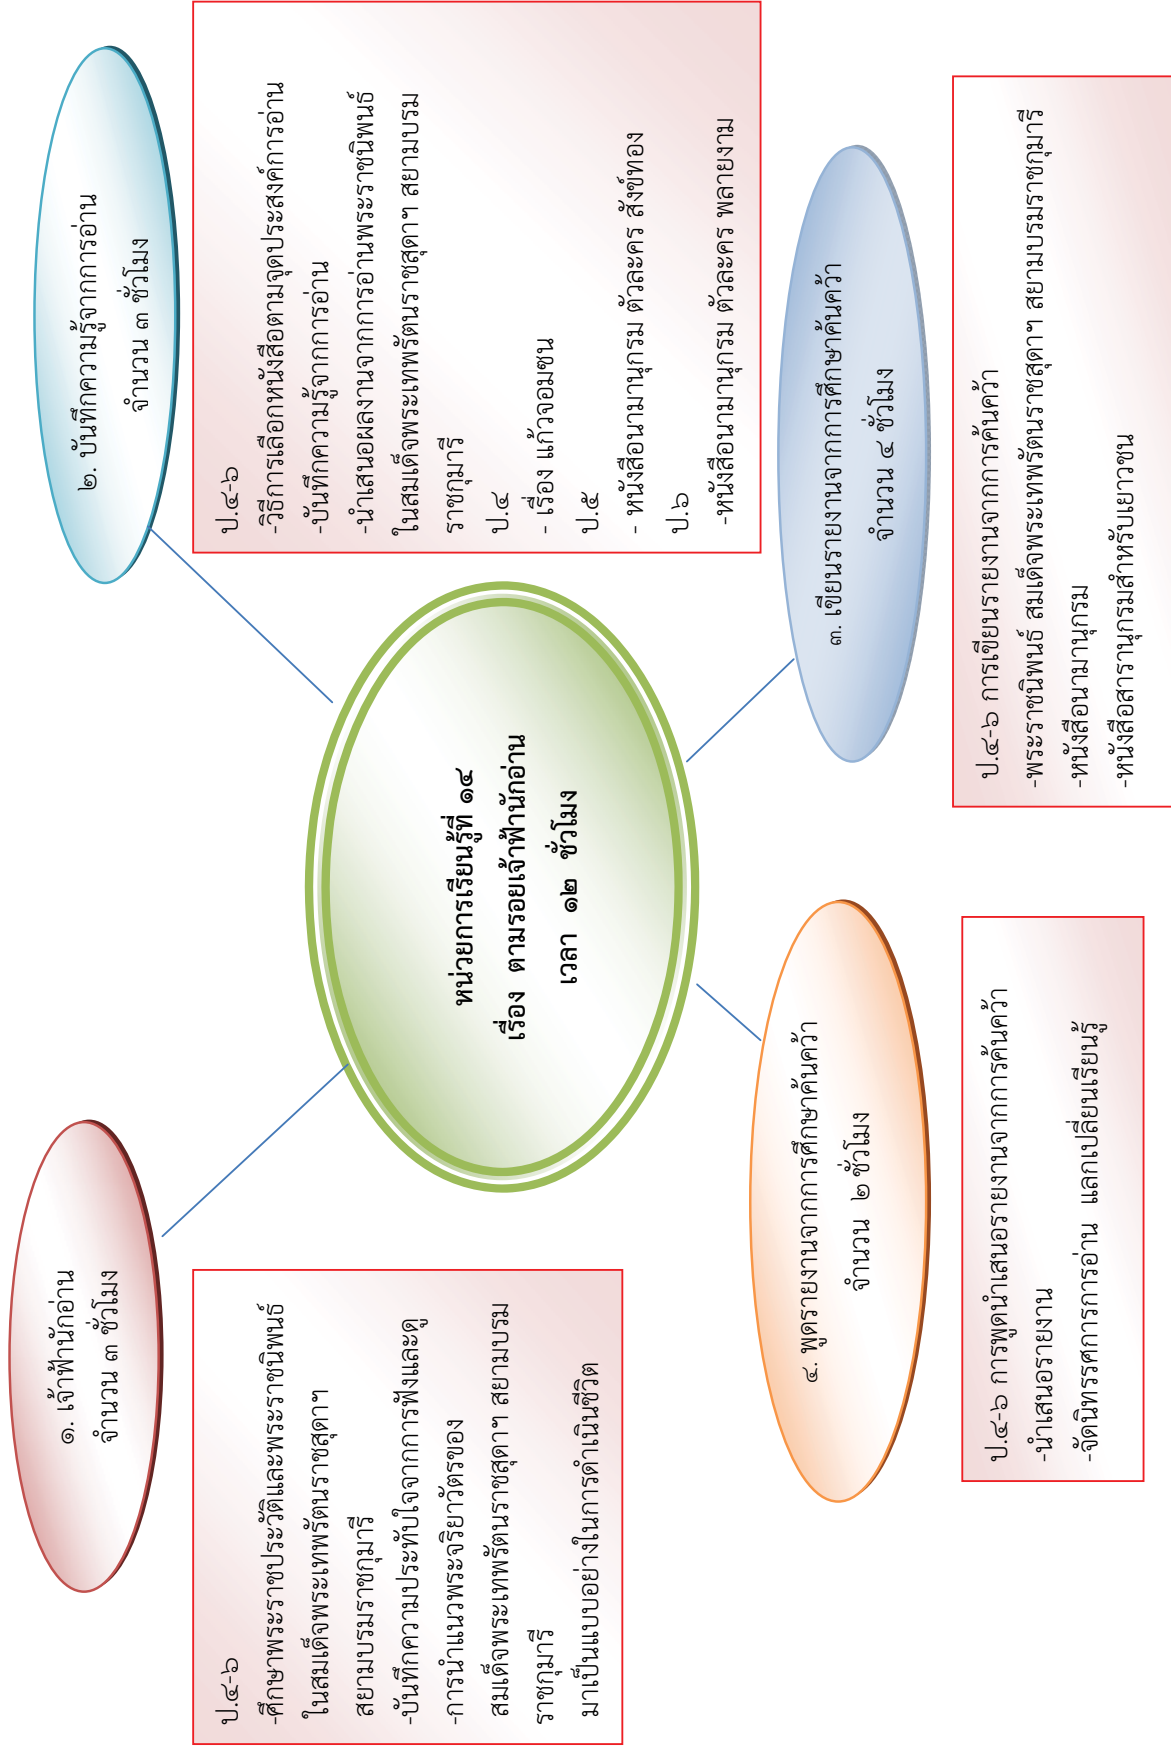 ๑. เจ้าฟ้านักอ่าน
จำนวน ๓ ชั่วโมง
ป.๔-๖
-ศึกษาพระราชประวัติและพระราชนิพนธ์
ในสมเด็จพระเทพรัตนราชสุดาฯ
สยามบรมราชกุมารี
-บันทึกความประทับใจจากการฟังและดู
-การนำแนวพระจริยาวัตรของ
สมเด็จพระเทพรัตนราชสุดาฯ สยามบรม
ราชกุมารี
มาเป็นแบบอย่างในการดำเนินชีวิต
๒. บันทึกความรู้จากการอ่าน
จำนวน ๓ ชั่วโมง
ป.๔-๖
-วิธีการเลือกหนังสือตามจุดประสงค์การอ่าน
-บันทึกความรู้จากการอ่าน
-นำเสนอผลงานจากการอ่านพระราชนิพนธ์
ในสมเด็จพระเทพรัตนราชสุดาฯ สยามบรม
ราชกุมารี
ป.๔
- เรื่อง แก้วจอมซน
ป.๕
- หนังสือนามานุกรม ตัวละคร สังข์ทอง
ป.๖
-หนังสือนามานุกรม ตัวละคร พลายงาม
หน่วยการเรียนรู้ที่ ๑๔
เรื่อง ตามรอยเจ้าฟ้านักอ่าน
เวลา ๑๒ ชั่วโมง
๔. พูดรายงานจากการศึกษาค้นคว้า
จำนวน ๒ ชั่วโมง
ป.๔-๖ การพูดนำเสนอรายงานจากการค้นคว้า
-นำเสนอรายงาน
-จัดนิทรรศการการอ่าน แลกเปลี่ยนเรียนรู้
๓. เขียนรายงานจากการศึกษาค้นคว้า
จำนวน ๔ ชั่วโมง
ป.๔-๖ การเขียนรายงานจากการค้นคว้า
-พระราชนิพนธ์ สมเด็จพระเทพรัตนราชสุดาฯ สยามบรมราชกุมารี
-หนังสือนามานุกรม
-หนังสือสารานุกรมสำหรับเยาวชน